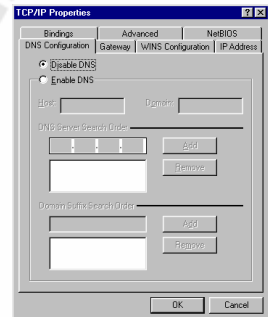 TCP/IP Properties
Bindings Advanced NetBIOS
DNS Configuration Gateway WINS Configuration IP Address
Disable DNS
Enable DNS
Host: Domain:
DNS Server Search Order
Add
Remove
Domain Suffix Search Order
Add
Remove
OK Cancel